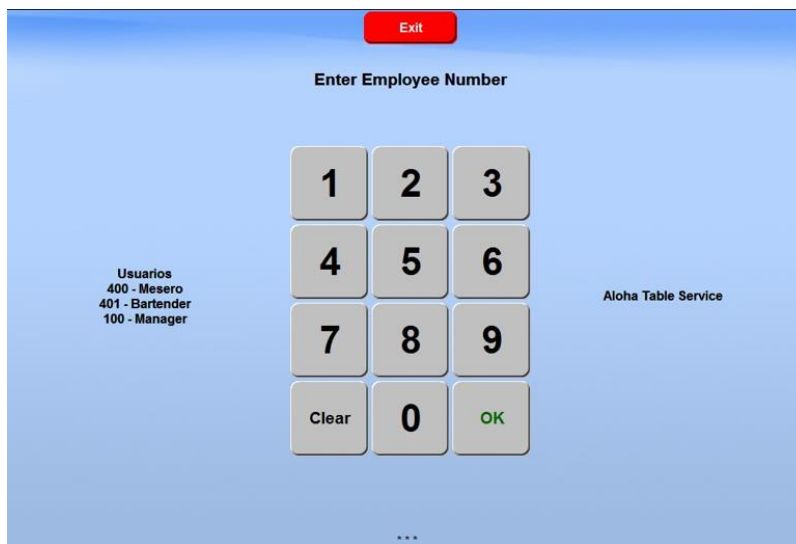 Exit
Enter Employee Number
1 2 3
4 5 6
7 8 9
Clear 0 OK
Usuarios
400 - Mesero
401 - Bartender
100 - Manager
Aloha Table Service
***